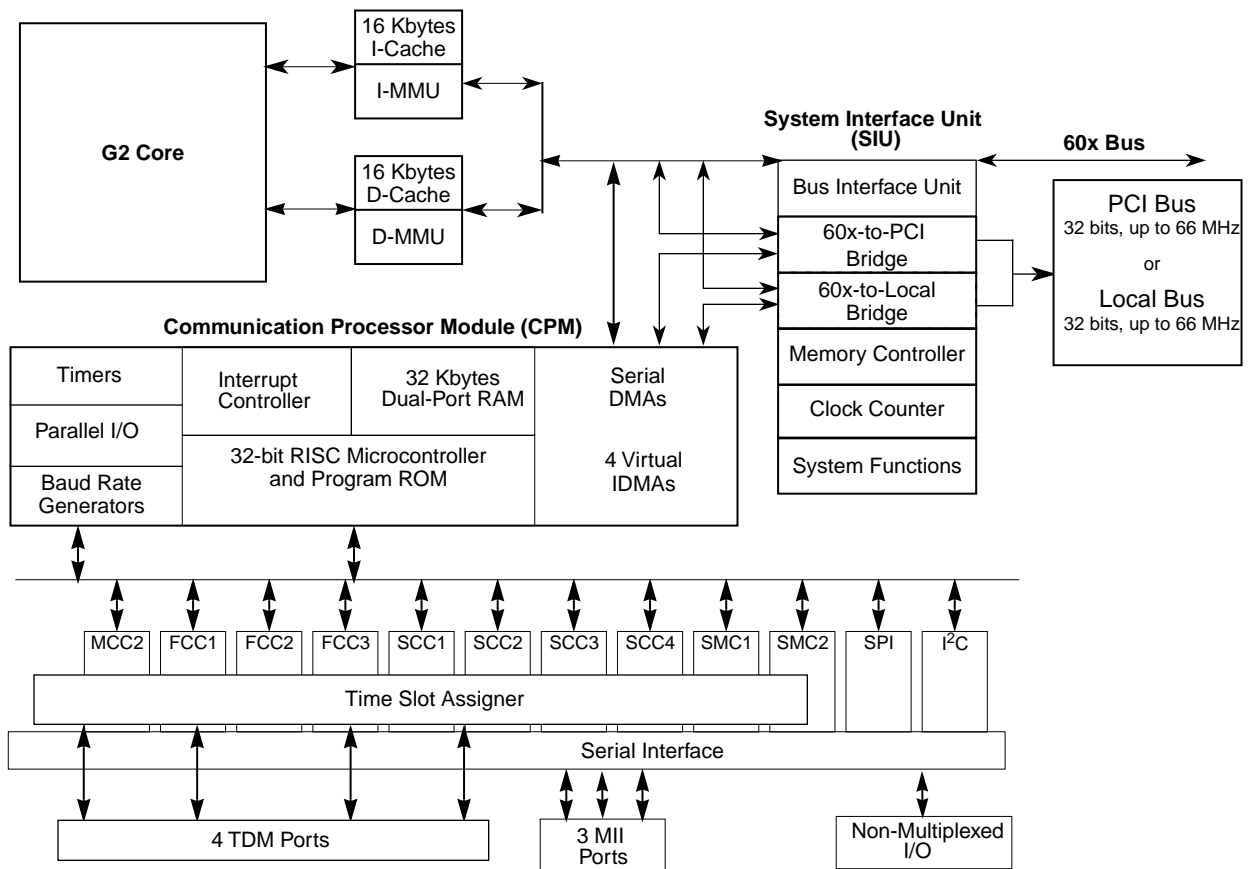 16 Kbytes
I-Cache
I-MMU
G2 Core
16 Kbytes
D-Cache
D-MMU
System Interface Unit
(SIU)
60x Bus
Bus Interface Unit
60x-to-PCI
Bridge
60x-to-Local
Bridge
Memory Controller
Clock Counter
System Functions
PCI Bus
32 bits, up to 66 MHz
or
Local Bus
32 bits, up to 66 MHz
Communication Processor Module (CPM)
Timers
Parallel I/O
Baud Rate
Generators
Interrupt
Controller
32 Kbytes
Dual-Port RAM
32-bit RISC Microcontroller
and Program ROM
Serial
DMAs
4 Virtual
IDMAs
MCC2
FCC1
FCC2
FCC3
SCC1
SCC2
SCC3
SCC4
SMC1
SMC2
SPI
I²C
Time Slot Assigner
Serial Interface
4 TDM Ports
3 MII
Ports
Non-Multiplexed
I/O